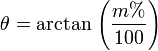 θ = arctan (m%/100)